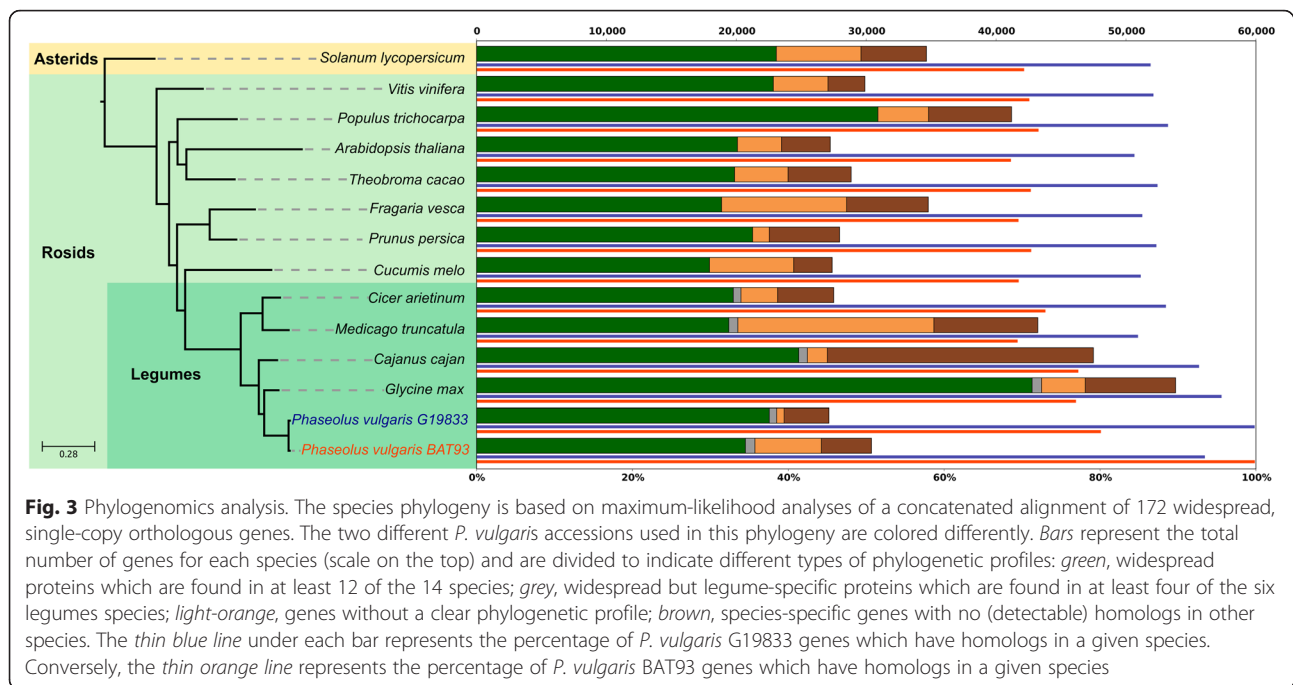 0 10,000 20,000 30,000 40,000 50,000 60,000
Asterids
Solanum lycopersicum
Vitis vinifera
Populus trichocarpa
Arabidopsis thaliana
Theobroma cacao
Fragaria vesca
Prunus persica
Cucumis melo
Rosids
Cicer arietinum
Medicago truncatula
Cajanus cajan
Legumes
Glycine max
Phaseolus vulgaris G19833
Phaseolus vulgaris BAT93
0.28
0% 20% 40% 60% 80% 100%
Fig. 3 Phylogenomics analysis. The species phylogeny is based on maximum-likelihood analyses of a concatenated alignment of 172 widespread,
single-copy orthologous genes. The two different P. vulgaris accessions used in this phylogeny are colored differently. Bars represent the total
number of genes for each species (scale on the top) and are divided to indicate different types of phylogenetic profiles: green, widespread
proteins which are found in at least 12 of the 14 species; grey, widespread but legume-specific proteins which are found in at least four of the six
legumes species; light-orange, genes without a clear phylogenetic profile; brown, species-specific genes with no (detectable) homologs in other
species. The thin blue line under each bar represents the percentage of P. vulgaris G19833 genes which have homologs in a given species.
Conversely, the thin orange line represents the percentage of P. vulgaris BAT93 genes which have homologs in a given species